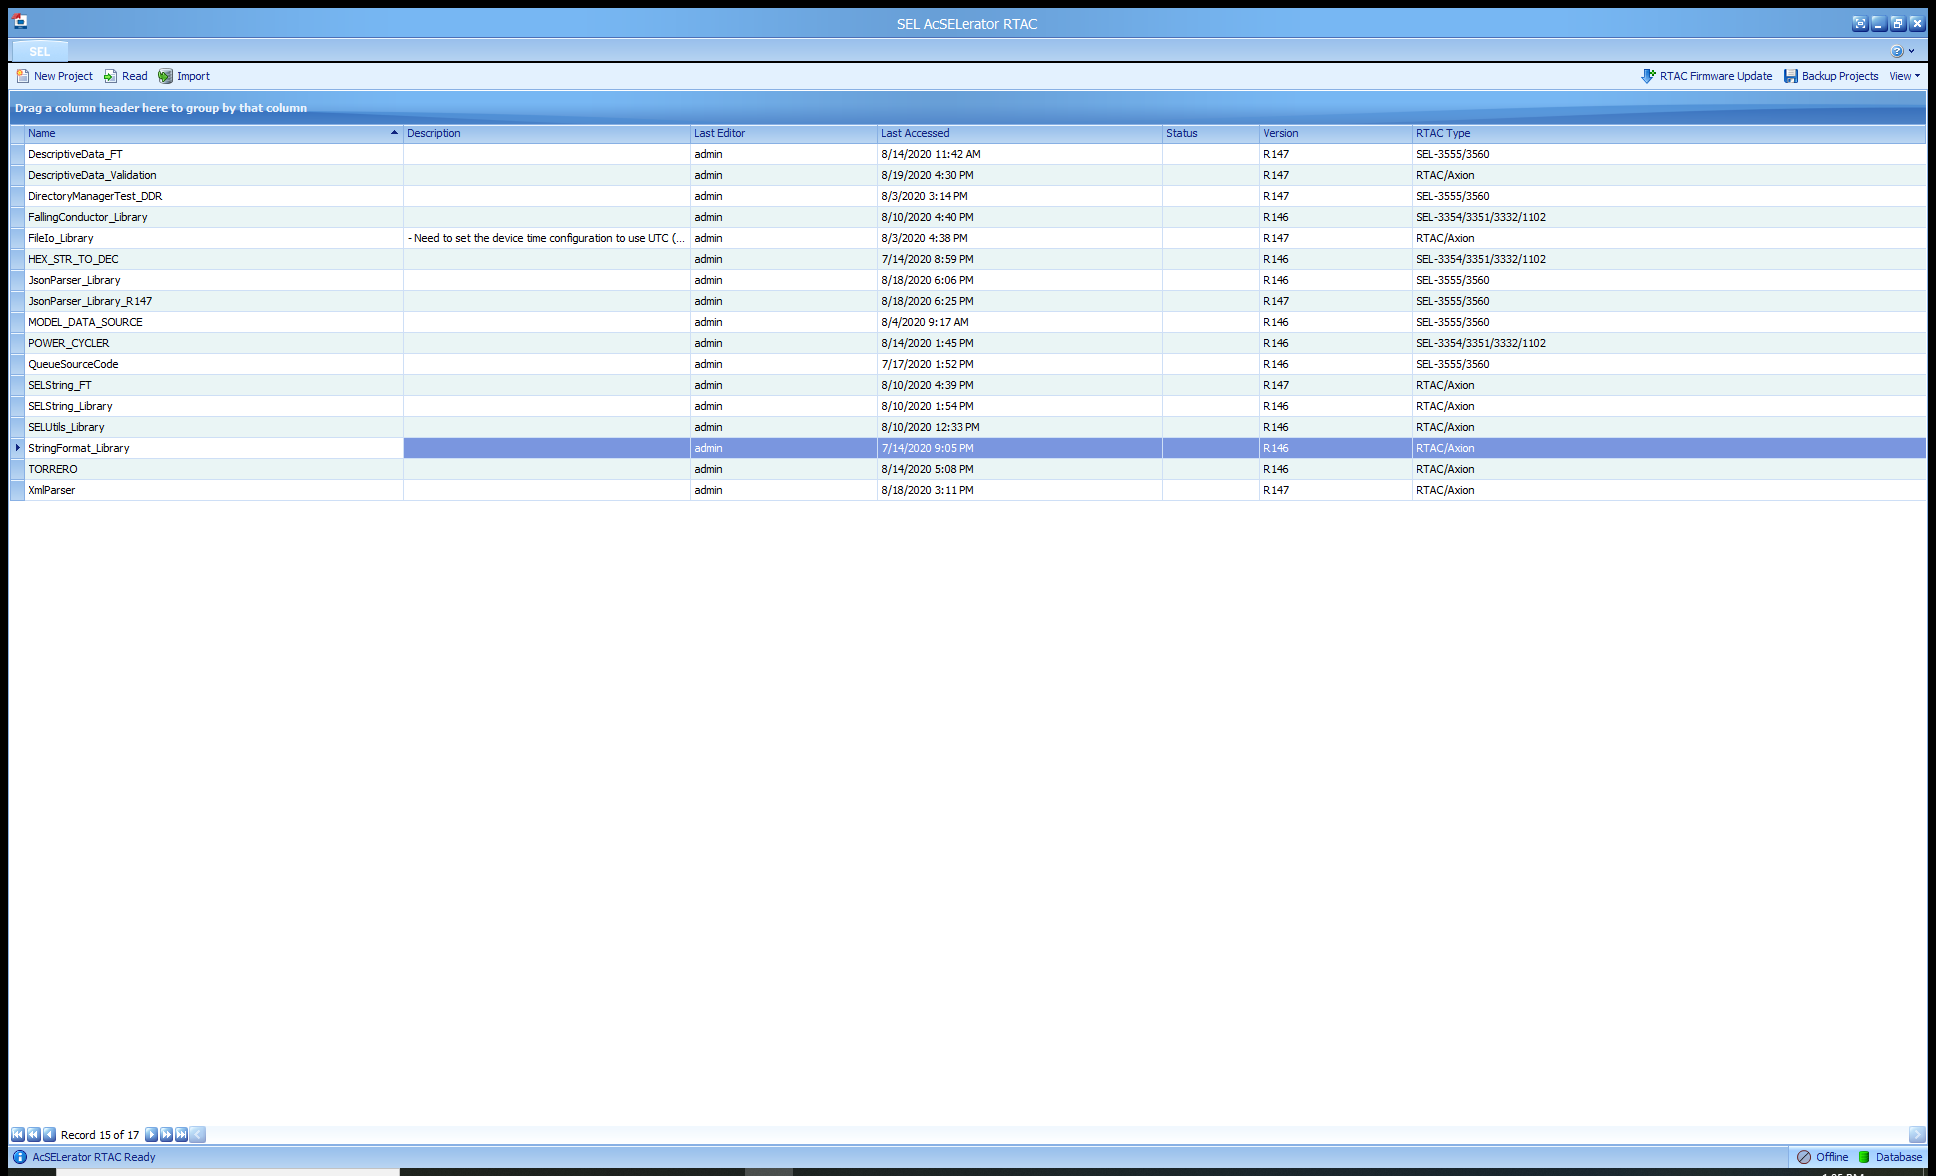 SEL AcSELerator RTAC
SEL
New Project Read Import RTAC Firmware Update Backup Projects View
Drag a column header here to group by that column
Name Description Last Editor Last Accessed Status Version RTAC Type
DescriptiveData_FT admin 8/14/2020 11:42 AM R147 SEL-3555/3560
DescriptiveData_Validation admin 8/19/2020 4:30 PM R147 RTAC/Axion
DirectoryManagerTest_DDR admin 8/3/2020 3:14 PM R147 SEL-3555/3560
FallingConductor_Library admin 8/10/2020 4:40 PM R146 SEL-3354/3351/3332/1102
FileIo_Library - Need to set the device time configuration to use UTC (... admin 8/3/2020 4:38 PM R147 RTAC/Axion
HEX_STR_TO_DEC admin 7/14/2020 8:59 PM R146 SEL-3354/3351/3332/1102
JsonParser_Library admin 8/18/2020 6:06 PM R146 SEL-3555/3560
JsonParser_Library_R147 admin 8/18/2020 6:25 PM R147 SEL-3555/3560
MODEL_DATA_SOURCE admin 8/4/2020 9:17 AM R146 SEL-3555/3560
POWER_CYCLER admin 8/14/2020 1:45 PM R146 SEL-3354/3351/3332/1102
QueueSourceCode admin 7/17/2020 1:52 PM R146 SEL-3555/3560
SELString_FT admin 8/10/2020 4:39 PM R147 RTAC/Axion
SELString_Library admin 8/10/2020 1:54 PM R146 RTAC/Axion
SELUtils_Library admin 8/10/2020 12:33 PM R146 RTAC/Axion
StringFormat_Library admin 7/14/2020 9:05 PM R146 RTAC/Axion
TORRERO admin 8/14/2020 5:08 PM R146 RTAC/Axion
XmlParser admin 8/18/2020 3:11 PM R147 RTAC/Axion
Record 15 of 17
AcSELerator RTAC Ready Offline Database